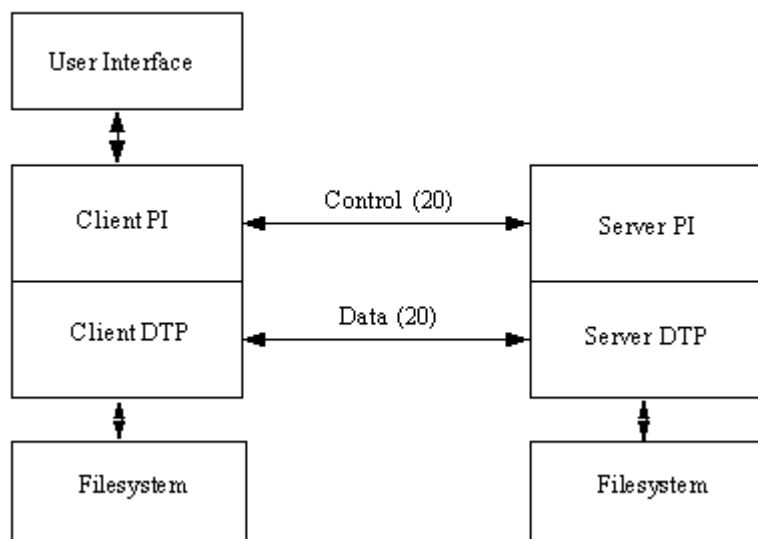 User Interface
Client PI
Control (20)
Server PI
Client DTP
Data (20)
Server DTP
Filesystem
Filesystem